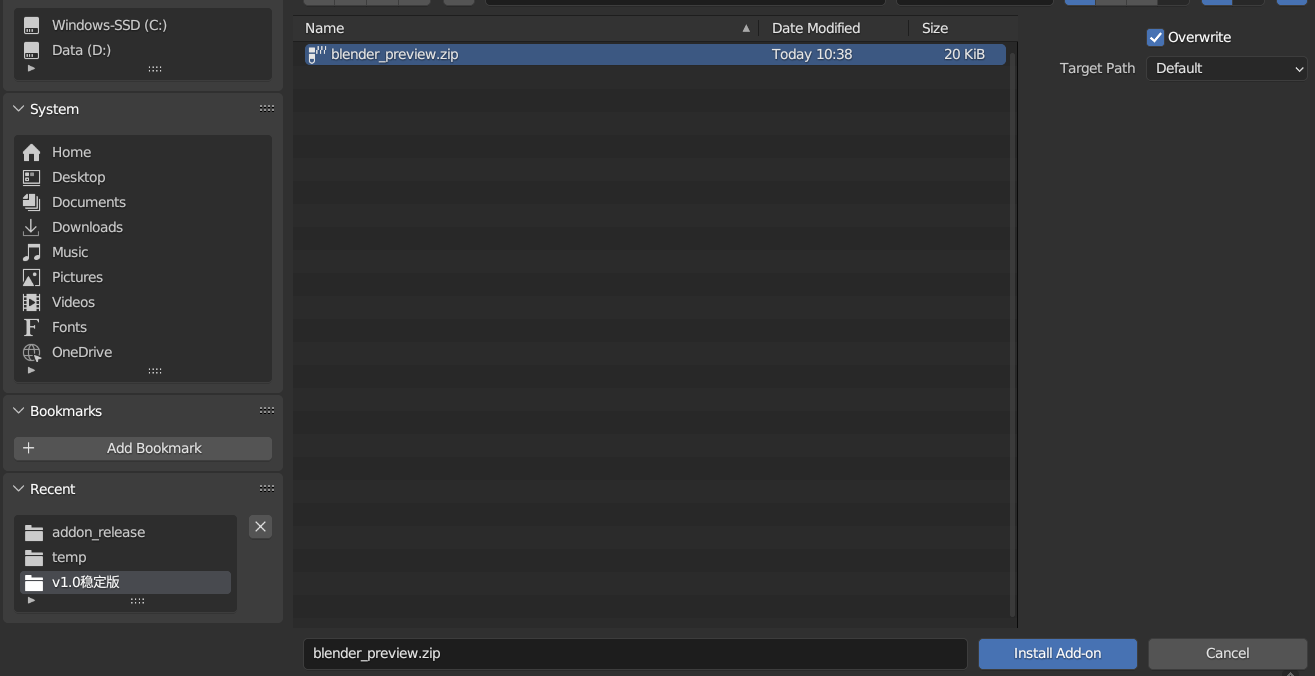 Windows-SSD (C:)
Data (D:)
System
Home
Desktop
Documents
Downloads
Music
Pictures
Videos
Fonts
OneDrive
Bookmarks
Add Bookmark
Recent
addon_release
temp
v1.0稳定版
Name Date Modified Size
blender_preview.zip Today 10:38 20 KiB
Overwrite
Target Path Default
blender_preview.zip
Install Add-on
Cancel